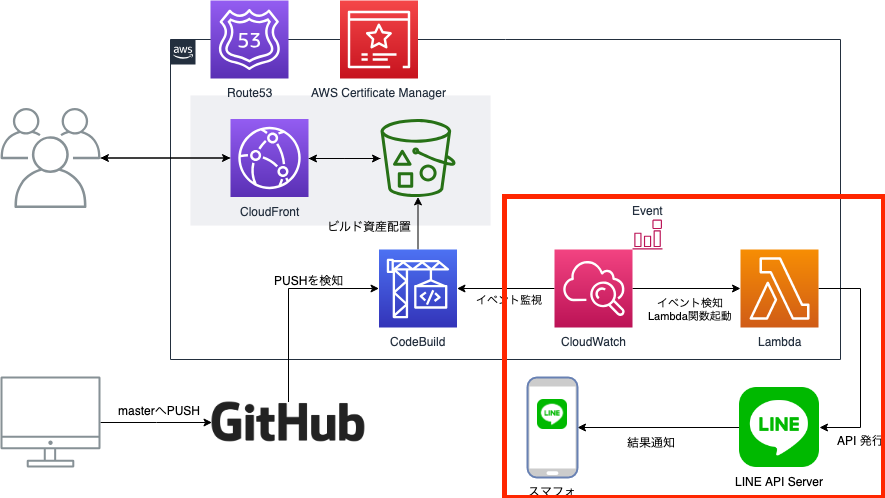 aws
53
Route53
AWS Certificate Manager
CloudFront
ビルド資産配置
Event
PUSHを検知
イベント監視
イベント検知
Lambda関数起動
CodeBuild
CloudWatch
Lambda
masterへPUSH
GitHub
LINE
LINE
結果通知
API 発行
LINE API Server
スマフォ